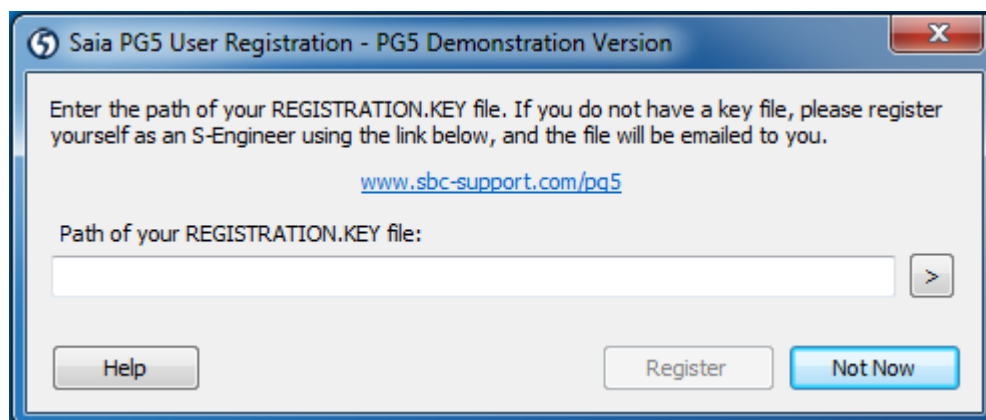 Saia PG5 User Registration - PG5 Demonstration Version
Enter the path of your REGISTRATION.KEY file. If you do not have a key file, please register
yourself as an S-Engineer using the link below, and the file will be emailed to you.
www.sbc-support.com/pg5
Path of your REGISTRATION.KEY file:
>
Help
Register
Not Now